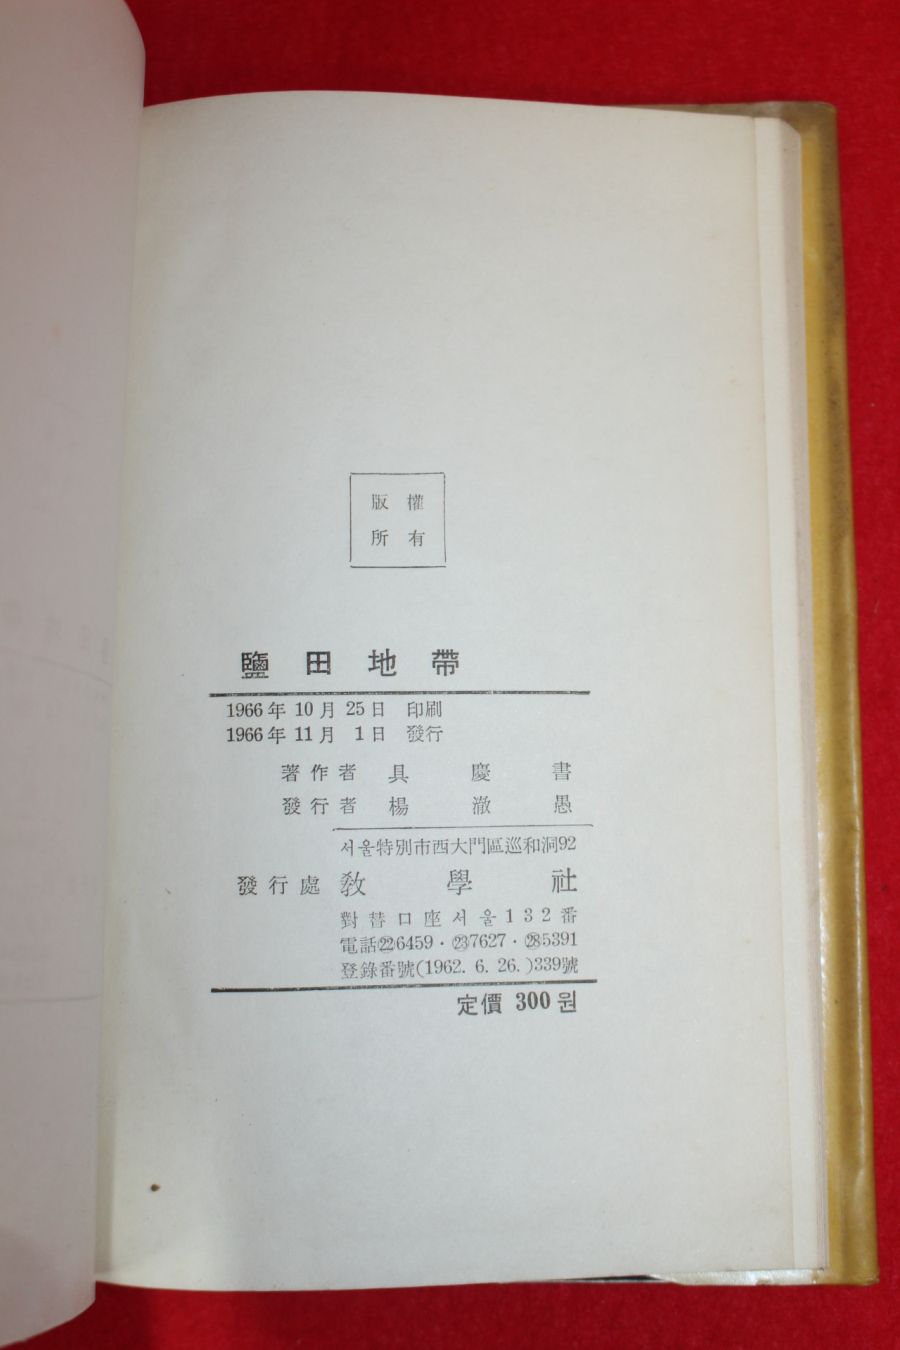 版權
所有
鹽田地帶
1966年 10月 25日 印刷
1966年 11月 1日 發行
著作者 具慶書
發行者 楊澈愚
서울特別市西大門區巡和洞92
發行處 敎學社
對替口座서울132番
電話㉒6459・㉓7627・㉘5391
登錄番號(1962. 6. 26.)339號
定價 300원